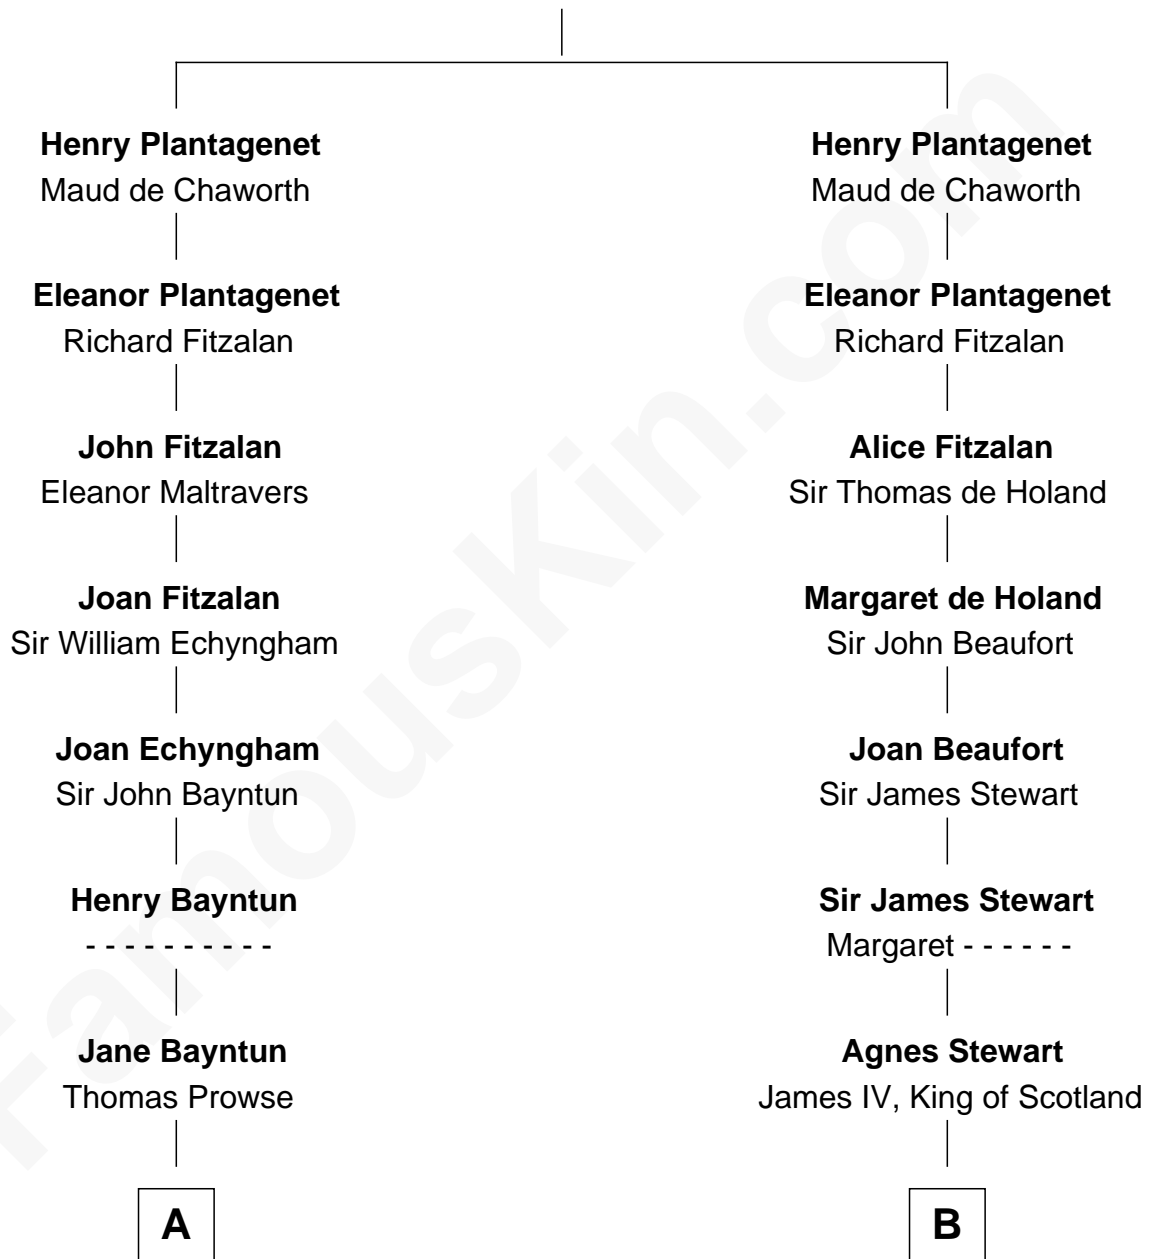 Henry Plantagenet
Maud de Chaworth
Eleanor Plantagenet
Richard Fitzalan
John Fitzalan
Eleanor Maltravers
Joan Fitzalan
Sir William Echyngham
Joan Echyngham
Sir John Bayntun
Henry Bayntun
- - - - - - - - - -
Jane Bayntun
Thomas Prowse
A
Henry Plantagenet
Maud de Chaworth
Eleanor Plantagenet
Richard Fitzalan
Alice Fitzalan
Sir Thomas de Holand
Margaret de Holand
Sir John Beaufort
Joan Beaufort
Sir James Stewart
Sir James Stewart
Margaret - - - - - -
Agnes Stewart
James IV, King of Scotland
B
FamousKin.com